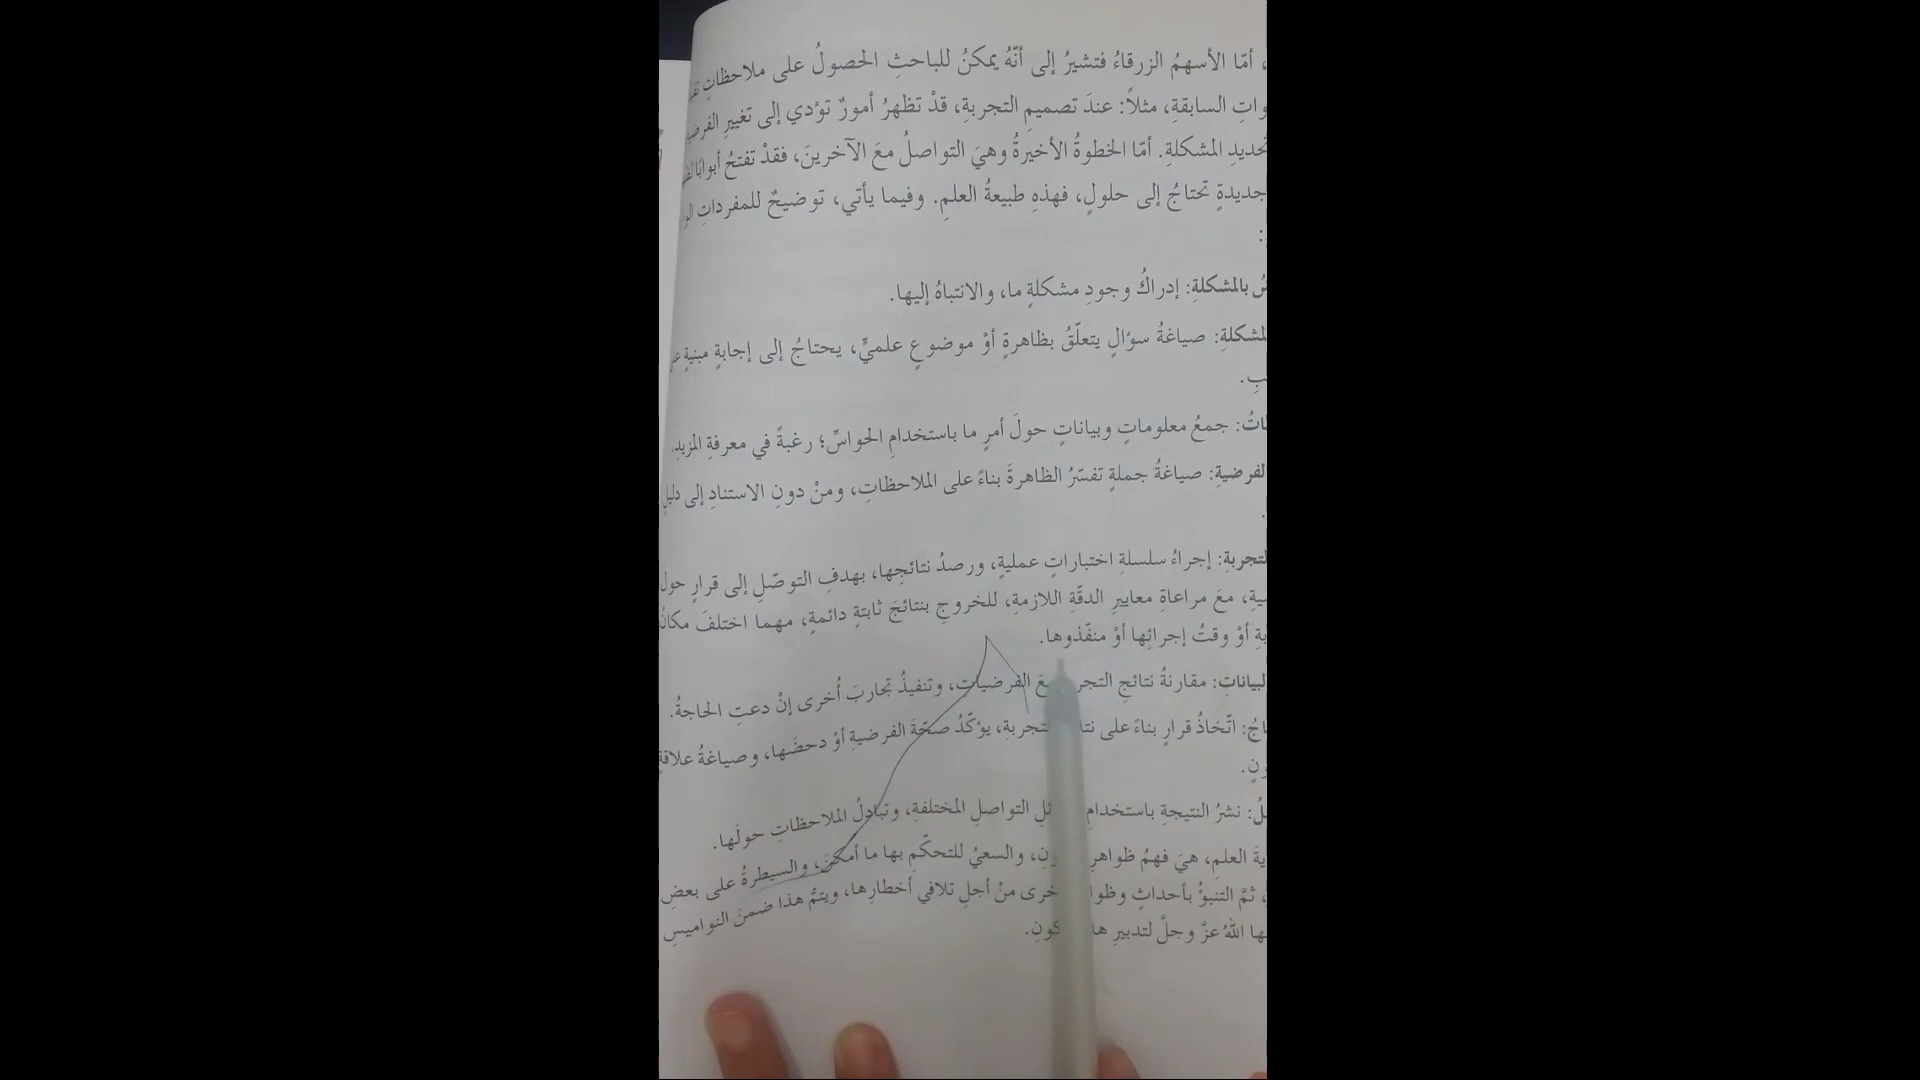 ، أمّا الأسهمُ الزرقاءُ فتشيرُ إلى أنّهُ يمكنُ للباحثِ الحصولُ على ملاحظاتٍ
السابقةِ، مثلاً: عندَ تصميمِ التجربةِ، قدْ تظهرُ أمورٌ تؤدي إلى تغييرِ
تحديدِ المشكلةِ. أمّا الخطوةُ الأخيرةُ وهيَ التواصلُ معَ الآخرينَ، فقدْ تفتحُ أبوابًا
جديدةٍ تحتاجُ إلى حلولٍ، فهذهِ طبيعةُ العلمِ. وفيما يأتي، توضيحٌ للمفرداتِ
:
بالمشكلةِ: إدراكُ وجودِ مشكلةٍ ما، والانتباهُ إليها.
المشكلةِ: صياغةُ سؤالٍ يتعلّقُ بظاهرةٍ أوْ موضوعٍ علميٍّ، يحتاجُ إلى إجابةٍ مبنيةٍ
: جمعُ معلوماتٍ وبياناتٍ حولَ أمرٍ ما باستخدامِ الحواسِّ؛ رغبةً في معرفةِ المزيدِ.
الفرضيةِ: صياغةُ جملةٍ تفسّرُ الظاهرةَ بناءً على الملاحظاتِ، ومنْ دونِ الاستنادِ إلى دليلٍ
.
التجربةِ: إجراءُ سلسلةِ اختباراتٍ عمليةٍ، ورصدُ نتائجِها، بهدفِ التوصّلِ إلى قرارٍ حولَ
، معَ مراعاةِ معاييرِ الدقّةِ اللازمةِ، للخروجِ بنتائجَ ثابتةٍ دائمةٍ، مهما اختلفَ مكانُ
أوْ وقتُ إجرائِها أوْ منفّذوها.
البياناتِ: مقارنةُ نتائجِ الفرضياتِ، وتنفيذُ تجاربَ أُخرى إنْ دعتِ الحاجةُ.
: اتّخاذُ قرارٍ بناءً على التجربةِ، يؤكّدُ صحّةَ الفرضيةِ أوْ دحضَها، وصياغةُ علاقةٍ
: نشرُ النتيجةِ باستخدامِ التواصلِ المختلفةِ، وتبادلُ الملاحظاتِ حولَها.
العلمِ، هيَ فهمُ ظواهرِ والسعيُ للتحكّمِ بها ما أمكنَ، والسيطرةُ على بعضِ
، ثمَّ التنبؤُ بأحداثٍ منْ أجلِ تلافي أخطارِها، ويتمُّ هذا ضمنَ النواميسِ
اللهُ عزَّ وجلَّ لتدبيرِ